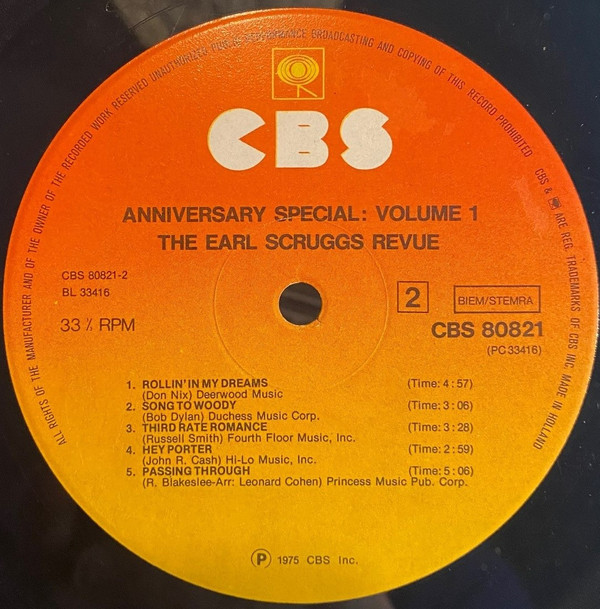 ALL RIGHTS OF THE MANUFACTURER AND OF THE OWNER OF THE RECORDED WORK RESERVED UNAUTHORIZED PUBLIC PERFORMANCE BROADCASTING AND COPYING OF THIS RECORD PROHIBITED
CBS & ARE REG. TRADEMARKS OF CBS INC. MADE IN HOLLAND
CBS
ANNIVERSARY SPECIAL: VOLUME 1
THE EARL SCRUGGS REVUE
CBS 80821-2
BL 33416
33 ⅓ RPM
2
BIEM/STEMRA
CBS 80821
(PC 33416)
1. ROLLIN' IN MY DREAMS (Time: 4:57)
(Don Nix) Deerwood Music
2. SONG TO WOODY (Time: 3:06)
(Bob Dylan) Duchess Music Corp.
3. THIRD RATE ROMANCE (Time: 3:28)
(Russell Smith) Fourth Floor Music, Inc.
4. HEY PORTER (Time: 2:59)
(John R. Cash) Hi-Lo Music, Inc.
5. PASSING THROUGH (Time: 5:06)
(R. Blakeslee-Arr: Leonard Cohen) Princess Music Pub. Corp.
Ⓟ 1975 CBS Inc.